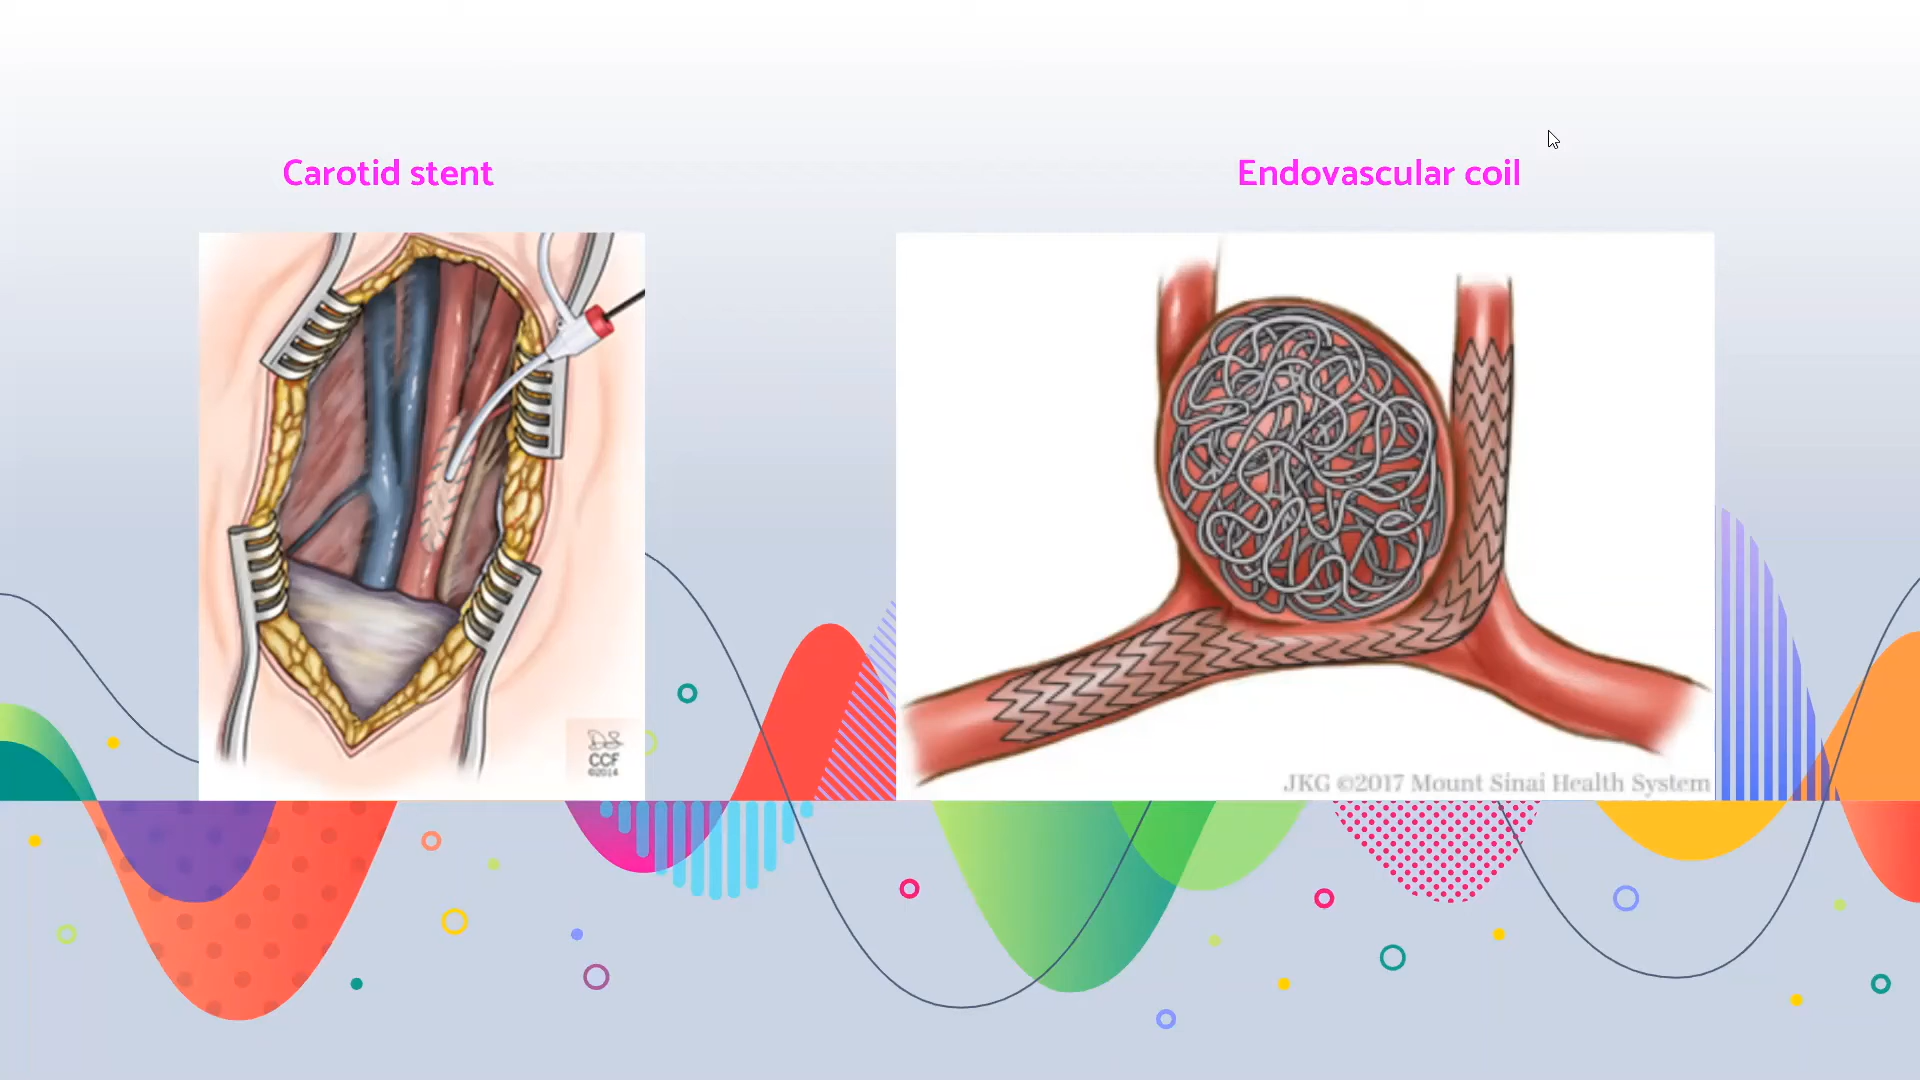 Carotid stent
Endovascular coil
CCF
©2014
JKG ©2017 Mount Sinai Health System